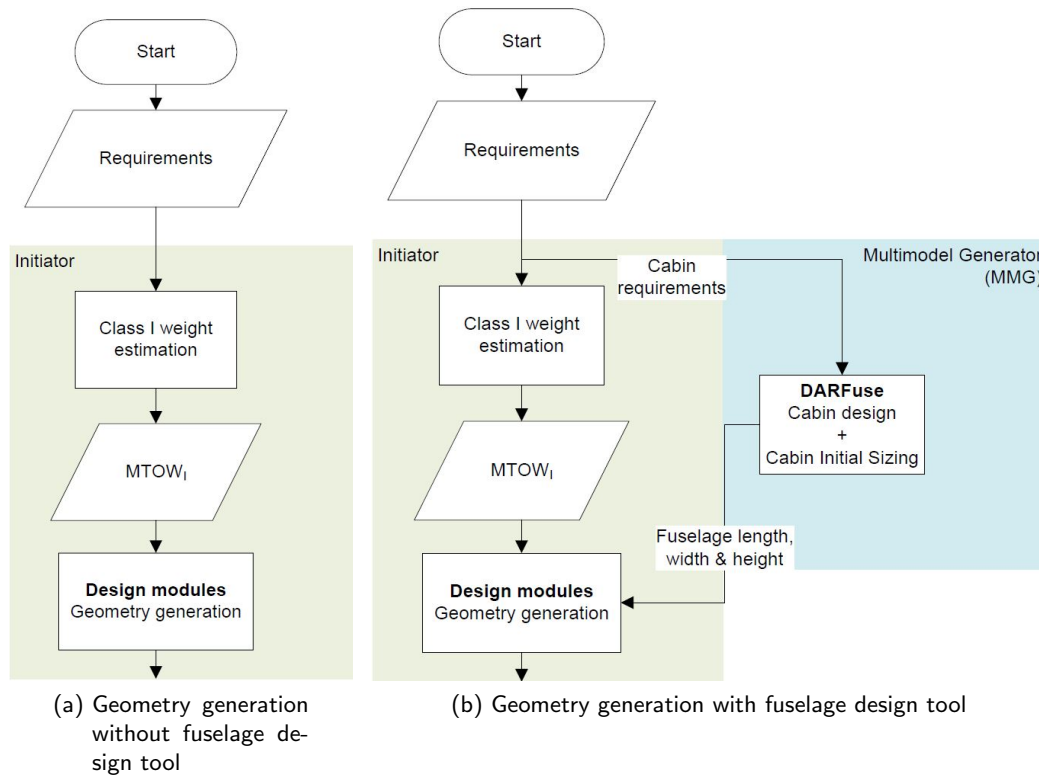 Start
Requirements
Initiator
Class I weight
estimation
MTOWI
Design modules
Geometry generation
(a) Geometry generation
without fuselage de-
sign tool
Start
Requirements
Initiator
Cabin
requirements
Multimodel Generator
(MMG)
Class I weight
estimation
DARFuse
Cabin design
+
Cabin Initial Sizing
MTOWI
Fuselage length,
width & height
Design modules
Geometry generation
(b) Geometry generation with fuselage design tool